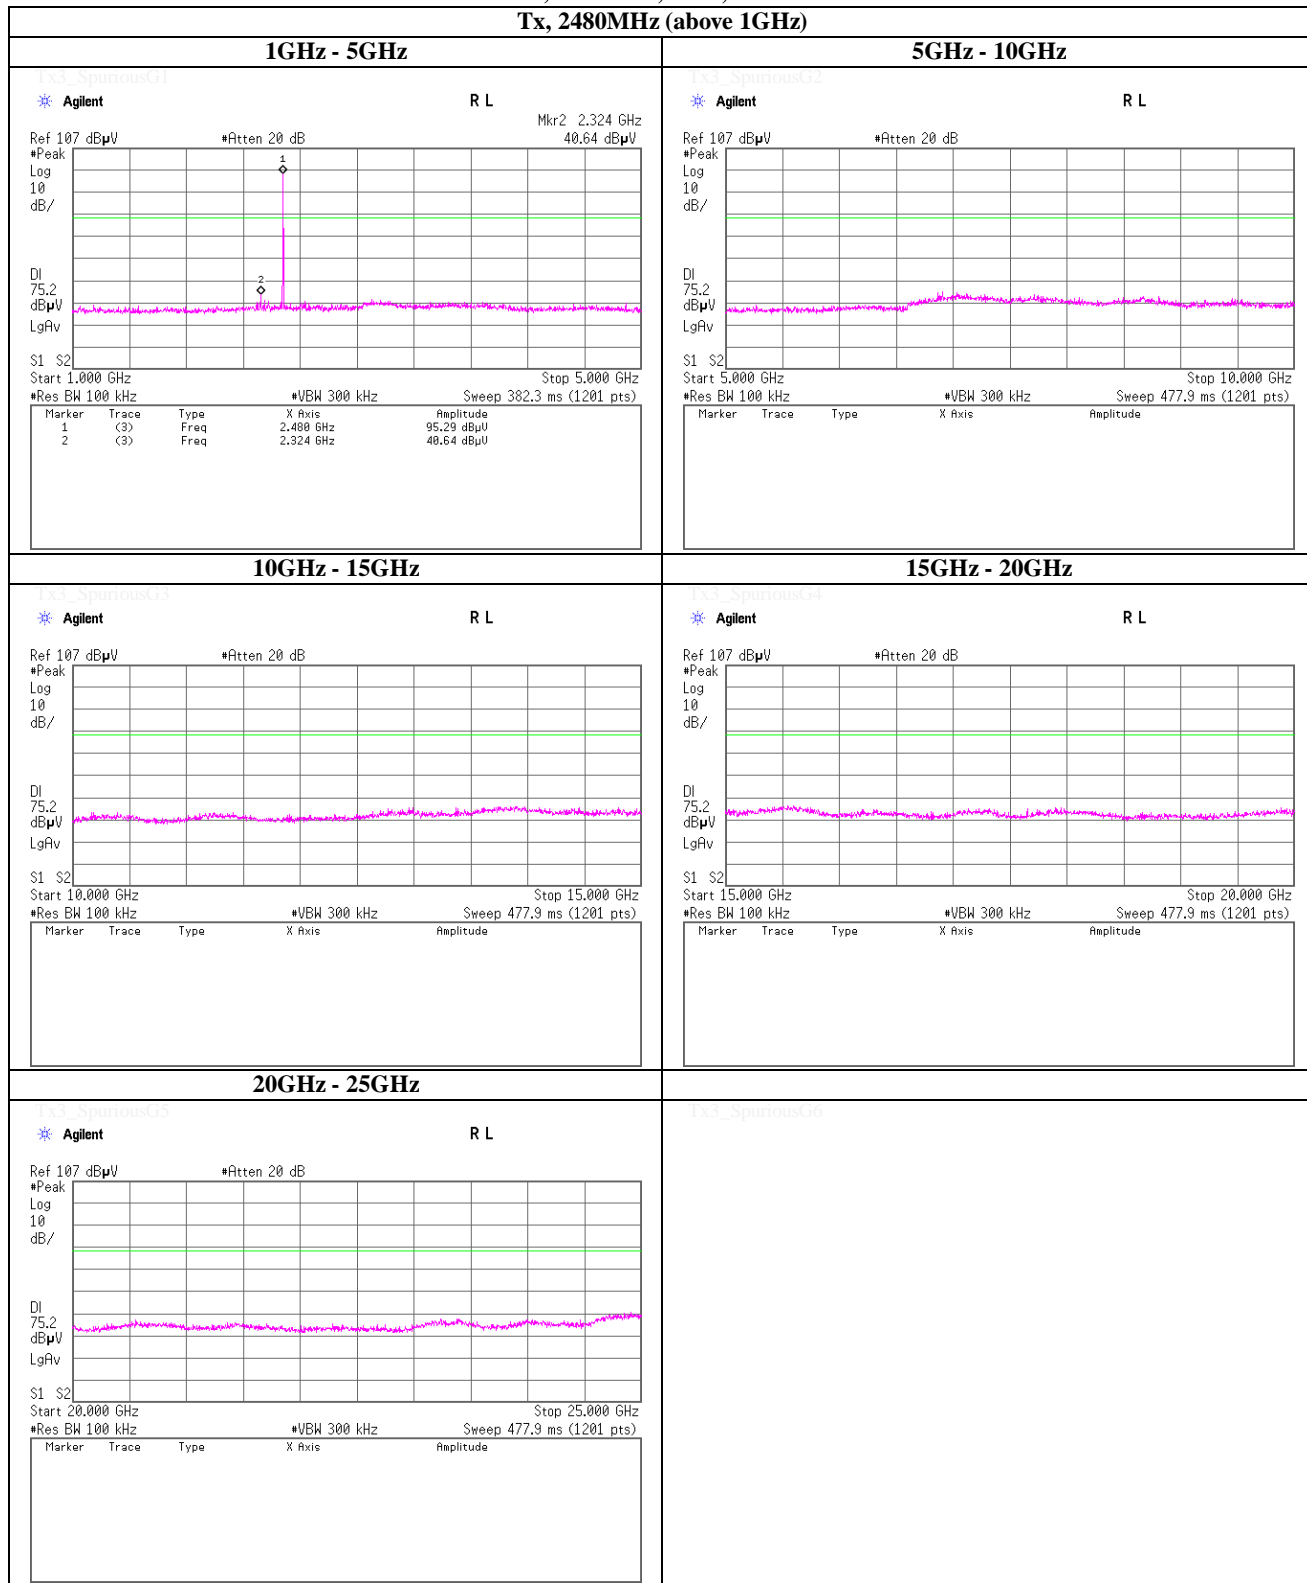 Tx, 2480MHz (above 1GHz)
1GHz - 5GHz
5GHz - 10GHz
Tx3_SpuriousG1
Agilent
R L
Mkr2 2.324 GHz
Ref 107 dBµV #Atten 20 dB 40.64 dBµV
#Peak
Log
10
dB/
1
2
DI
75.2
dBµV
LgAv
S1 S2
Start 1.000 GHz Stop 5.000 GHz
#Res BW 100 kHz #VBW 300 kHz Sweep 382.3 ms (1201 pts)
Marker Trace Type X Axis Amplitude
1 (3) Freq 2.480 GHz 95.29 dBµV
2 (3) Freq 2.324 GHz 40.64 dBµV
Tx3_SpuriousG2
Agilent
R L
Ref 107 dBµV #Atten 20 dB
#Peak
Log
10
dB/
DI
75.2
dBµV
LgAv
S1 S2
Start 5.000 GHz Stop 10.000 GHz
#Res BW 100 kHz #VBW 300 kHz Sweep 477.9 ms (1201 pts)
Marker Trace Type X Axis Amplitude
10GHz - 15GHz
15GHz - 20GHz
Tx3_SpuriousG3
Agilent
R L
Ref 107 dBµV #Atten 20 dB
#Peak
Log
10
dB/
DI
75.2
dBµV
LgAv
S1 S2
Start 10.000 GHz Stop 15.000 GHz
#Res BW 100 kHz #VBW 300 kHz Sweep 477.9 ms (1201 pts)
Marker Trace Type X Axis Amplitude
Tx3_SpuriousG4
Agilent
R L
Ref 107 dBµV #Atten 20 dB
#Peak
Log
10
dB/
DI
75.2
dBµV
LgAv
S1 S2
Start 15.000 GHz Stop 20.000 GHz
#Res BW 100 kHz #VBW 300 kHz Sweep 477.9 ms (1201 pts)
Marker Trace Type X Axis Amplitude
20GHz - 25GHz
Tx3_SpuriousG5
Agilent
R L
Ref 107 dBµV #Atten 20 dB
#Peak
Log
10
dB/
DI
75.2
dBµV
LgAv
S1 S2
Start 20.000 GHz Stop 25.000 GHz
#Res BW 100 kHz #VBW 300 kHz Sweep 477.9 ms (1201 pts)
Marker Trace Type X Axis Amplitude
Tx3_SpuriousG6